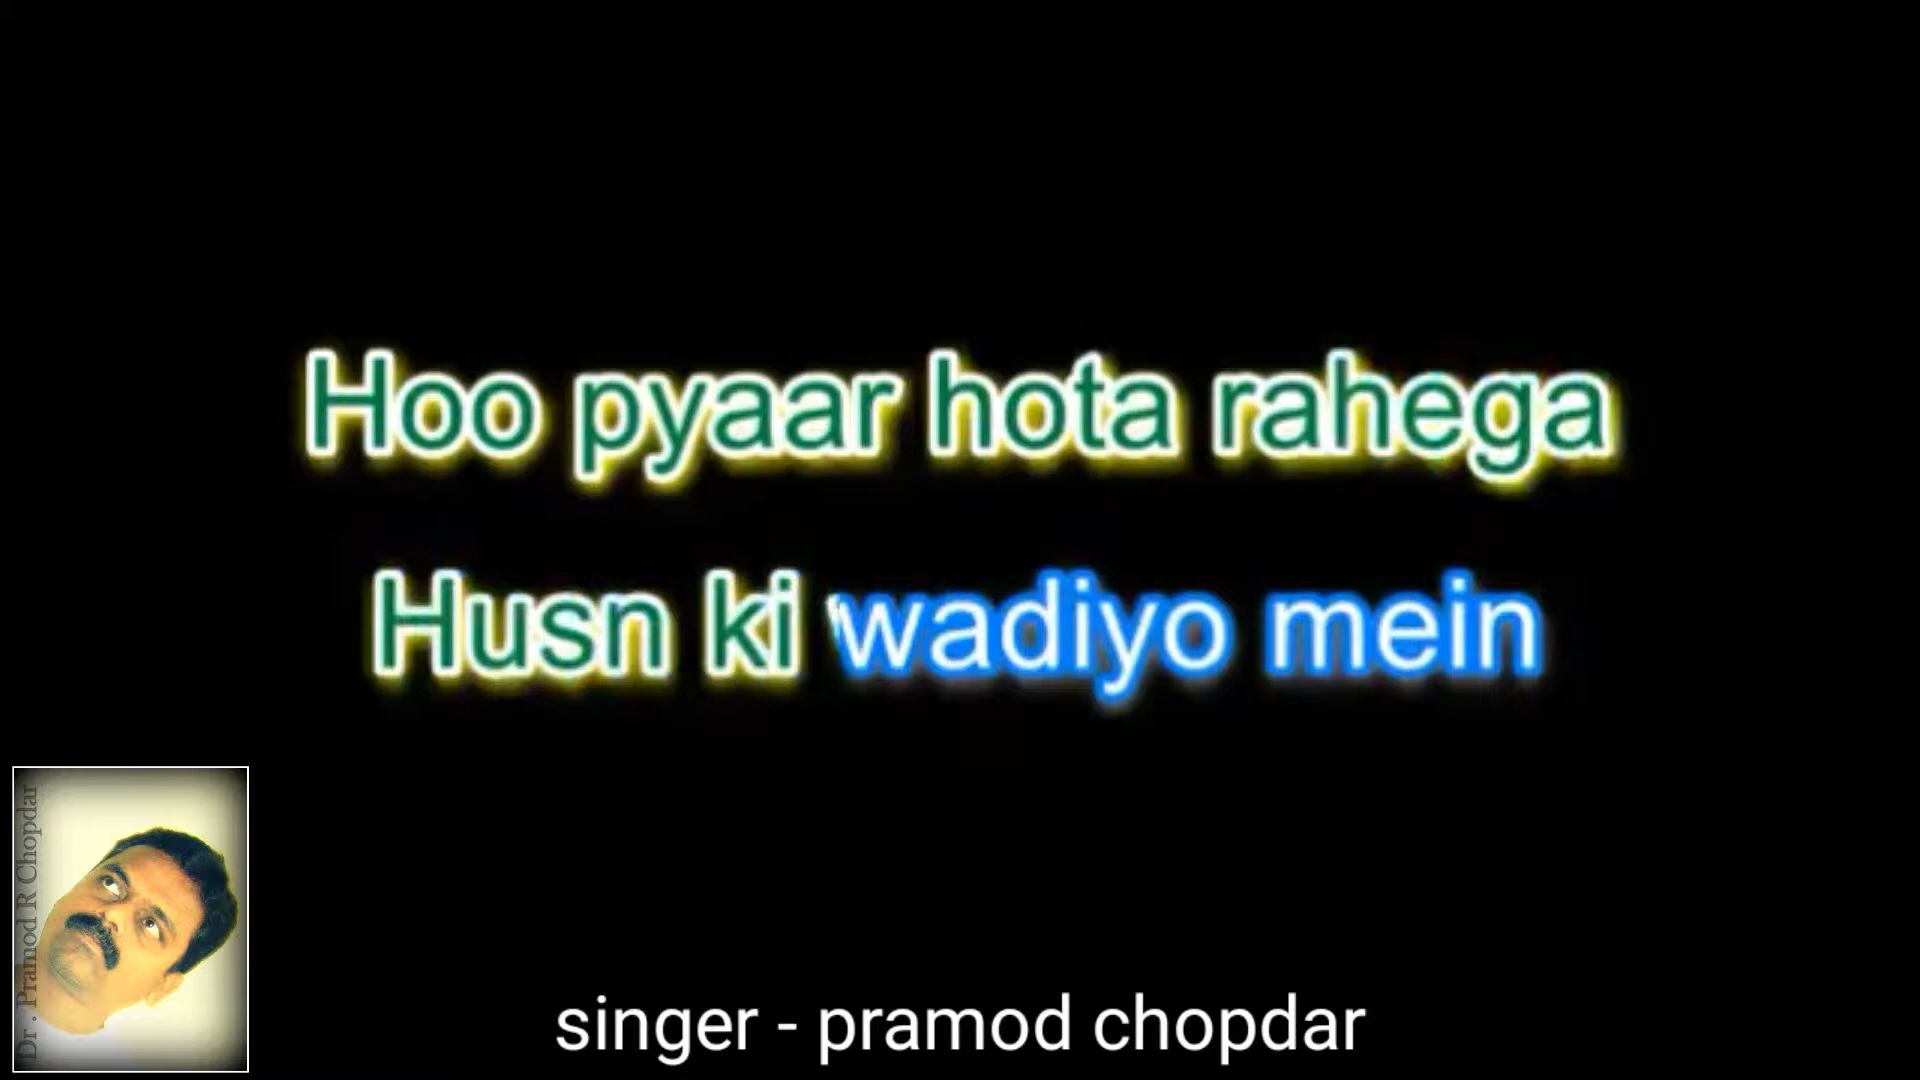 Hoo pyaar hota rahega
Husn ki wadiyo mein
Dr . Pramod R Chopdar
singer - pramod chopdar